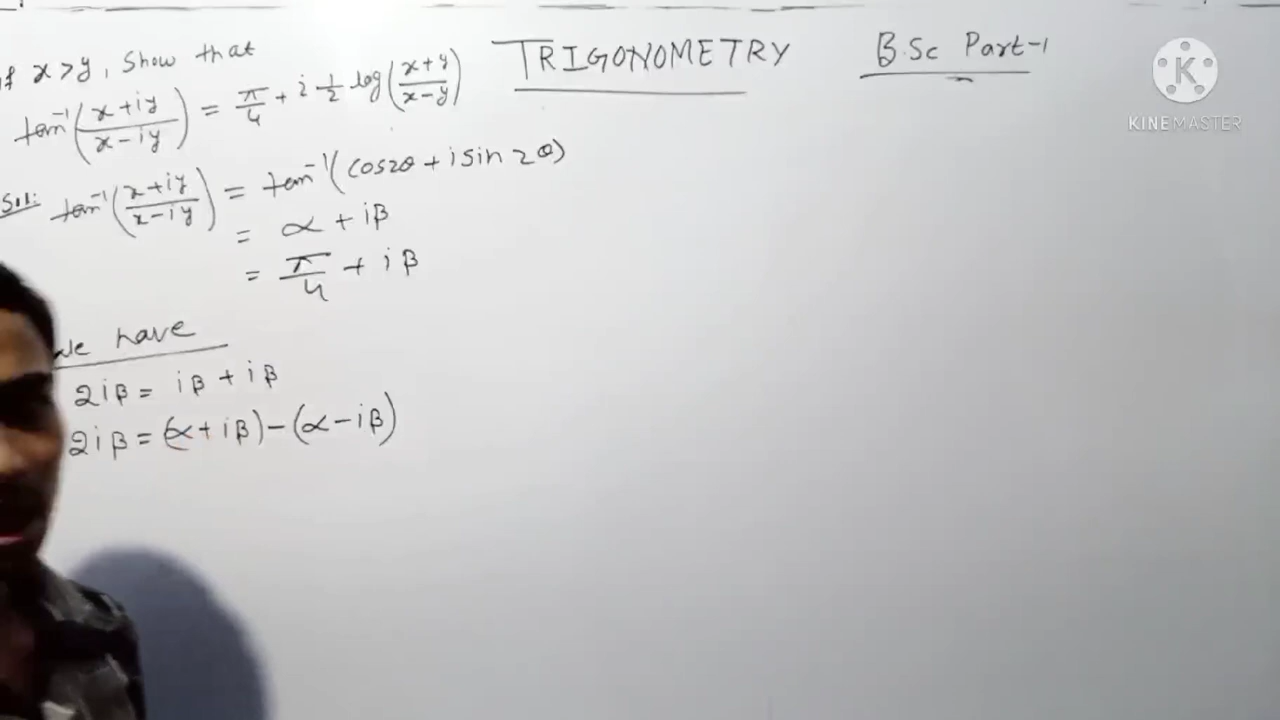 If x>y, Show that
tan⁻¹((x+iy)/(x-iy)) = π/4 + i 1/2 log((x+y)/(x-y))
TRIGONOMETRY
B.Sc Part-1
KINEMASTER
Sol: tan⁻¹((x+iy)/(x-iy)) = tan⁻¹(cos2θ + i sin 2θ)
= α + iβ
= π/4 + iβ
We have
2iβ = iβ + iβ
2iβ = (α + iβ) - (α - iβ)